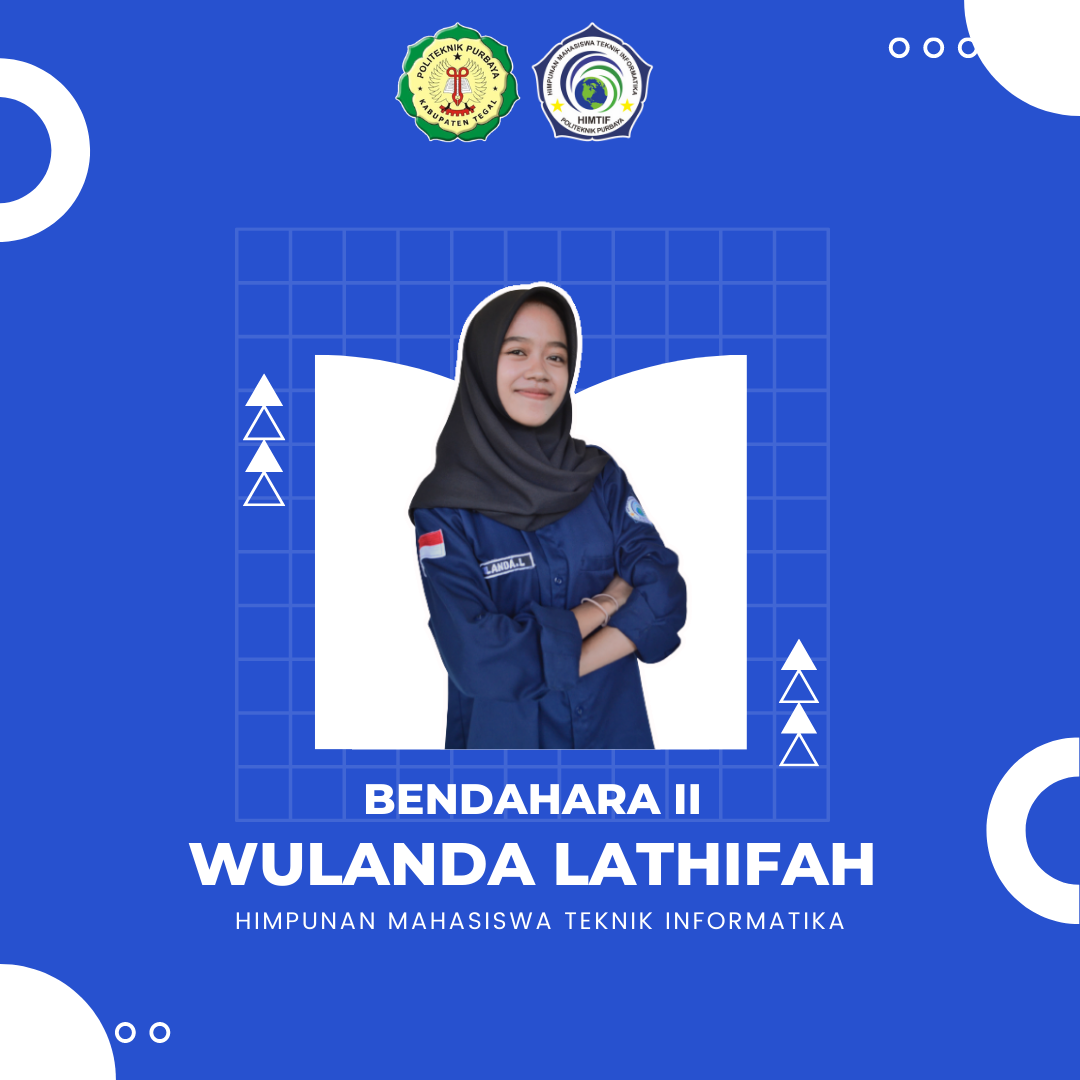 POLITEKNIK PURBAYA
KABUPATEN TEGAL
HIMPUNAN MAHASISWA TEKNIK INFORMATIKA
HIMTIF
POLITEKNIK PURBAYA
LANDA.L
BENDAHARA II
WULANDA LATHIFAH
HIMPUNAN MAHASISWA TEKNIK INFORMATIKA